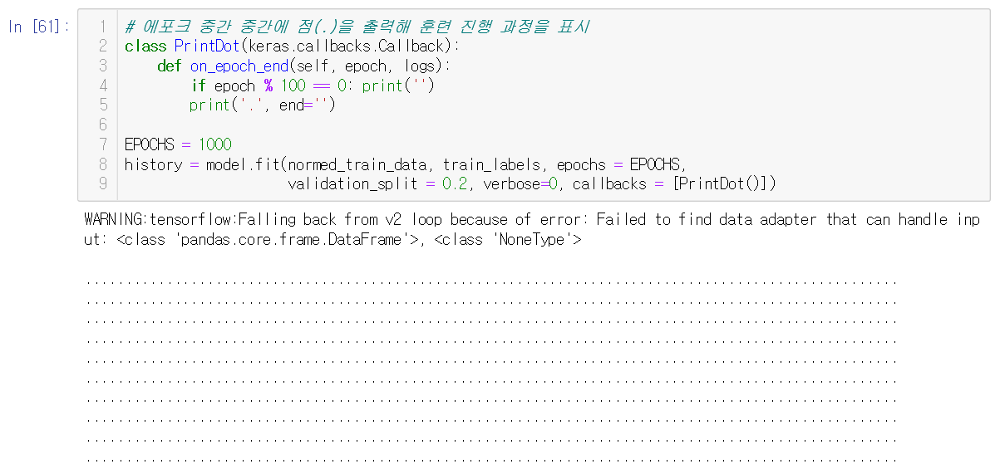 In [61]:
1 # 에포크 중간 중간에 점(.)을 출력해 훈련 진행 과정을 표시
2 class PrintDot(keras.callbacks.Callback):
3     def on_epoch_end(self, epoch, logs):
4         if epoch % 100 == 0: print('')
5         print('.', end='')
6
7 EPOCHS = 1000
8 history = model.fit(normed_train_data, train_labels, epochs = EPOCHS,
9                     validation_split = 0.2, verbose=0, callbacks = [PrintDot()])
WARNING:tensorflow:Falling back from v2 loop because of error: Failed to find data adapter that can handle inp
ut: <class 'pandas.core.frame.DataFrame'>, <class 'NoneType'>
....................................................................................................
....................................................................................................
....................................................................................................
....................................................................................................
....................................................................................................
....................................................................................................
....................................................................................................
....................................................................................................
....................................................................................................
....................................................................................................